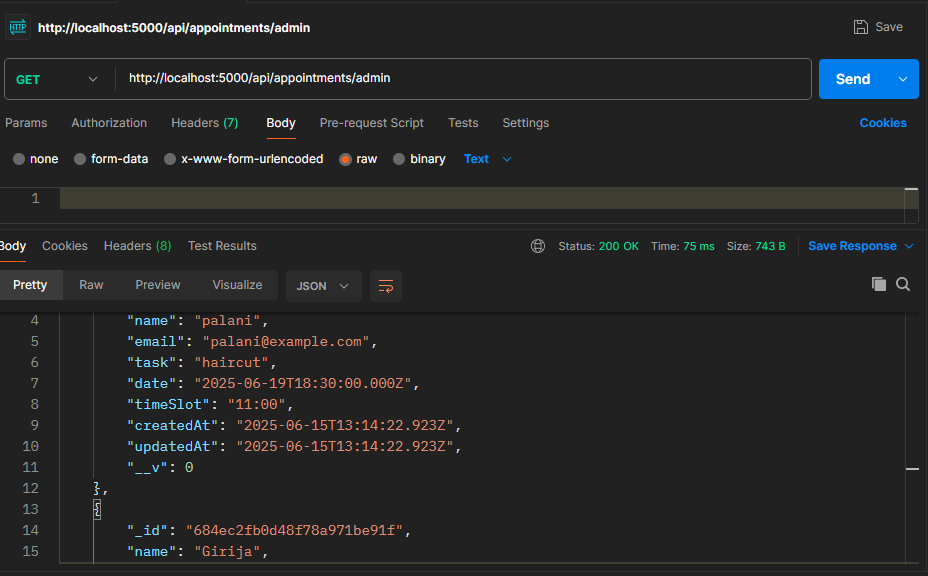 HTTP http://localhost:5000/api/appointments/admin Save
GET http://localhost:5000/api/appointments/admin Send
Params Authorization Headers (7) Body Pre-request Script Tests Settings Cookies
none form-data x-www-form-urlencoded raw binary Text
1
Body Cookies Headers (8) Test Results Status: 200 OK Time: 75 ms Size: 743 B Save Response
Pretty Raw Preview Visualize JSON
4 "name": "palani",
5 "email": "palani@example.com",
6 "task": "haircut",
7 "date": "2025-06-19T18:30:00.000Z",
8 "timeSlot": "11:00",
9 "createdAt": "2025-06-15T13:14:22.923Z",
10 "updatedAt": "2025-06-15T13:14:22.923Z",
11 "__v": 0
12 },
13 {
14 "_id": "684ec2fb0d48f78a971be91f",
15 "name": "Girija",